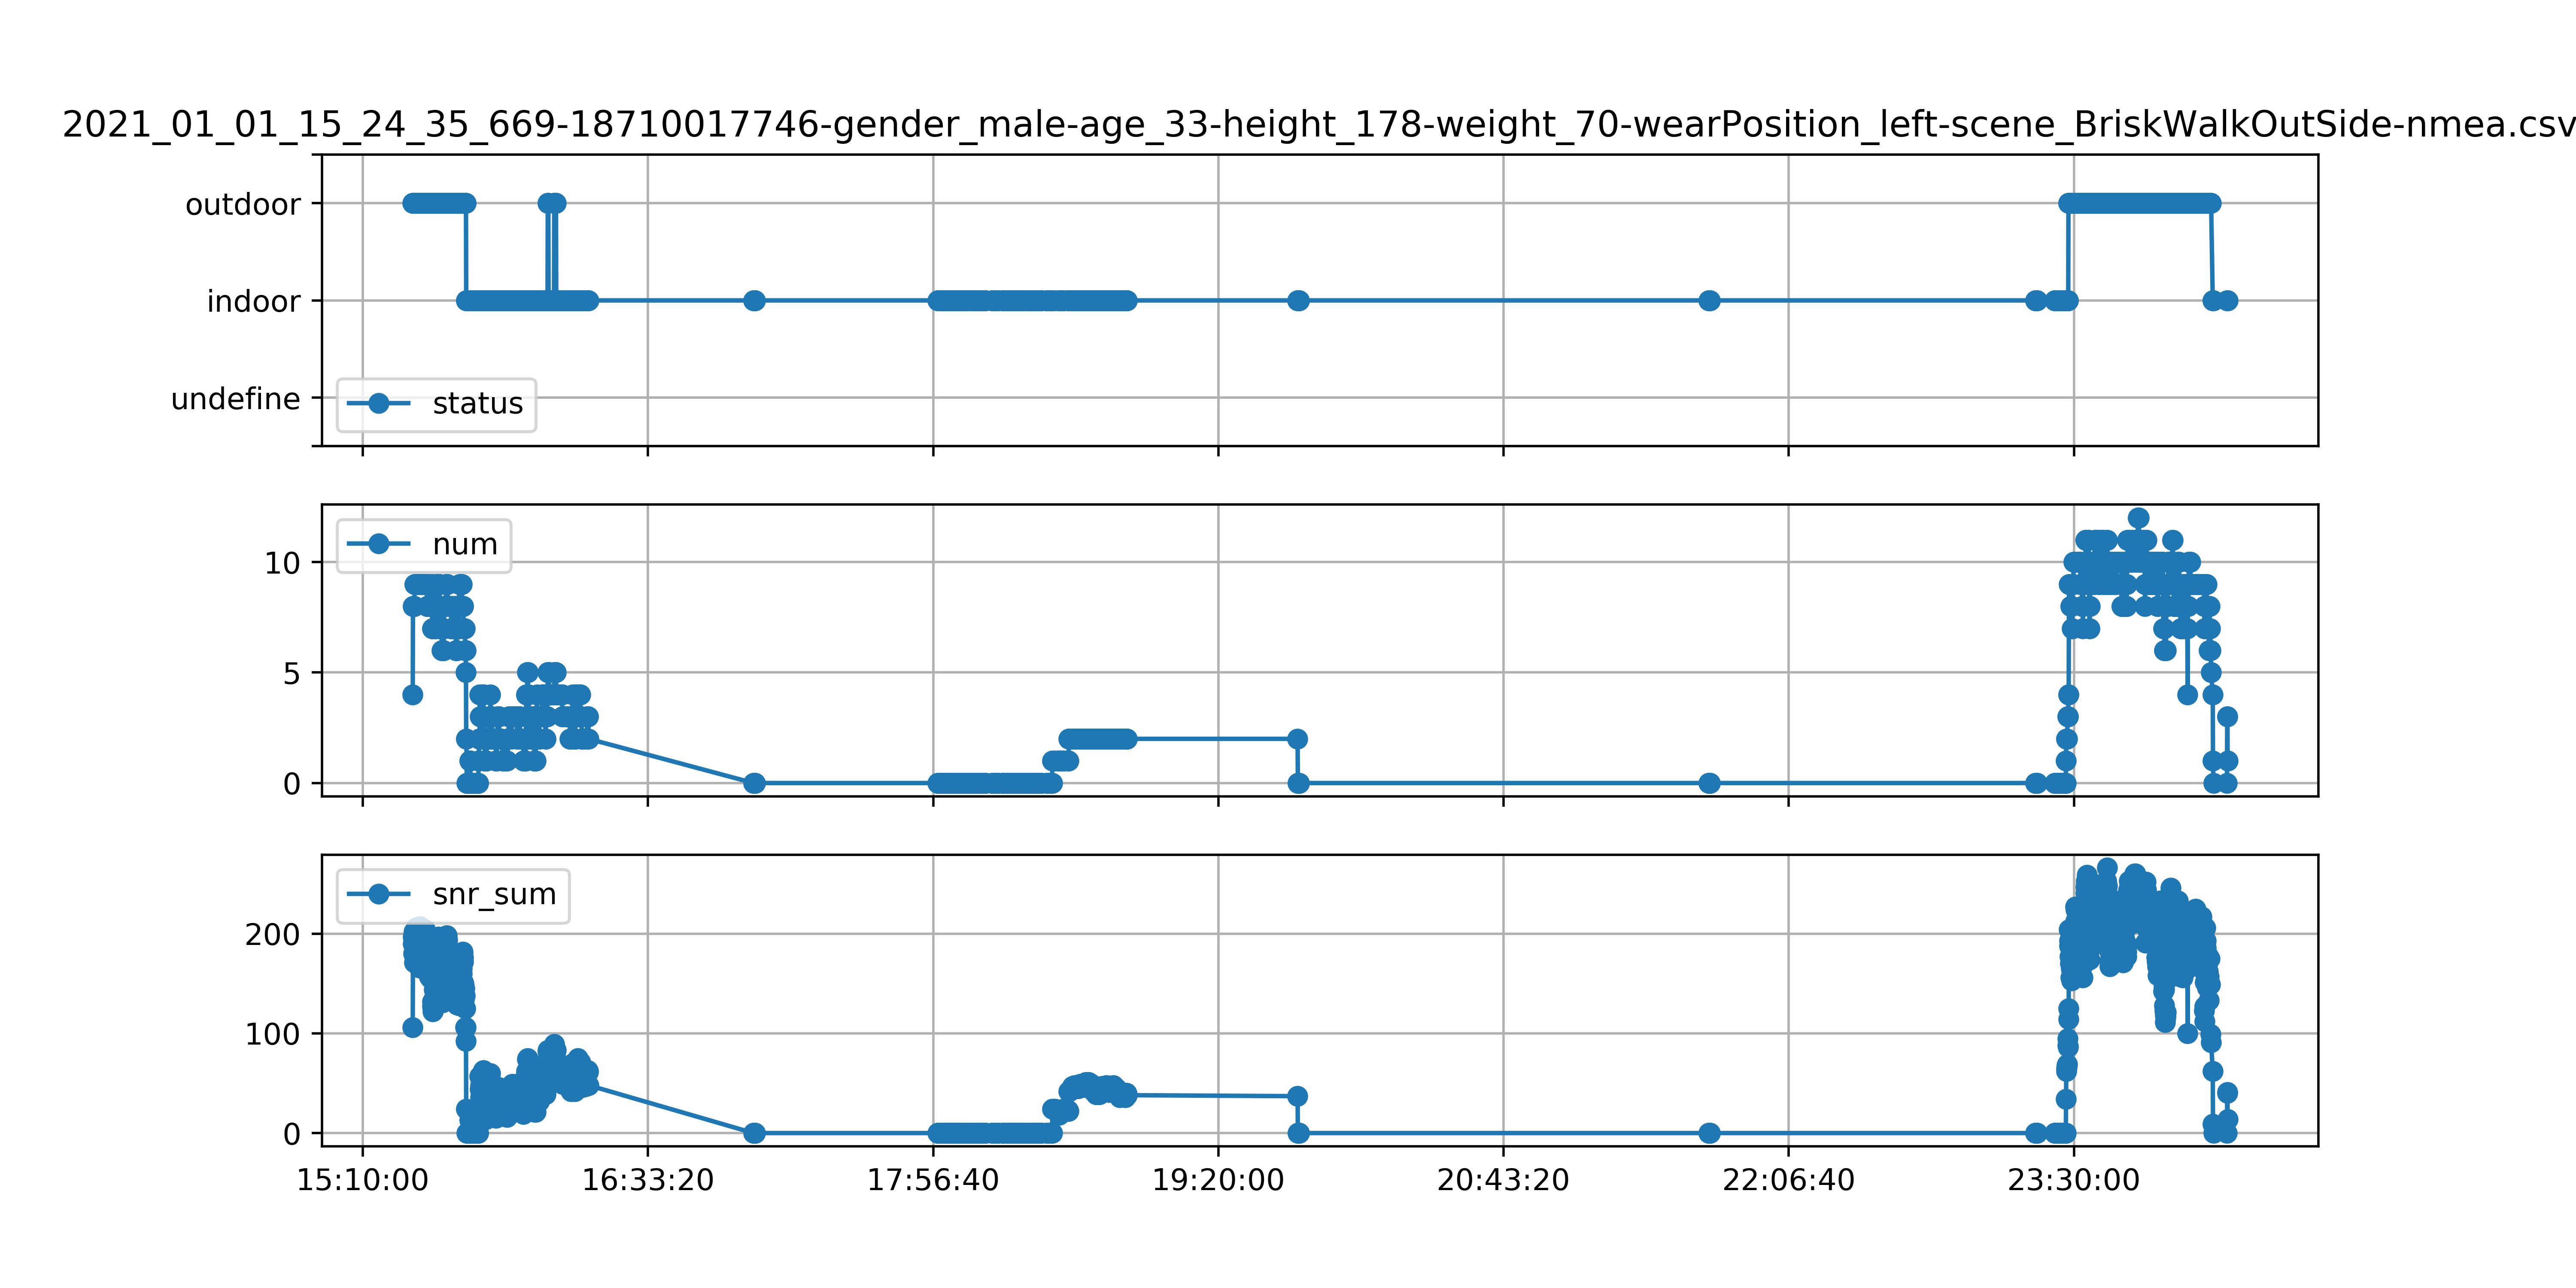 2021_01_01_15_24_35_669-18710017746-gender_male-age_33-height_178-weight_70-wearPosition_left-scene_BriskWalkOutSide-nmea.csv
outdoor
indoor
undefine
status
num
10
5
0
snr_sum
200
100
0
15:10:00 16:33:20 17:56:40 19:20:00 20:43:20 22:06:40 23:30:00